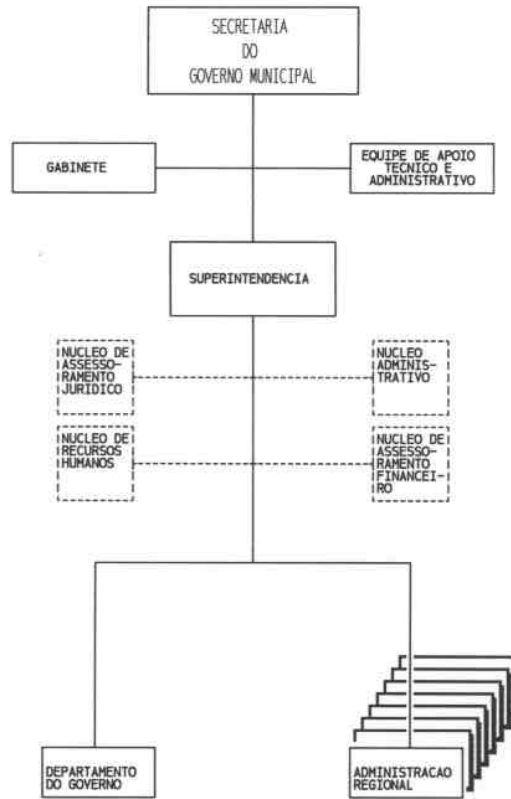 SECRETARIA
DO
GOVERNO MUNICIPAL
GABINETE
EQUIPE DE APOIO
TECNICO E
ADMINISTRATIVO
SUPERINTENDENCIA
NUCLEO DE
ASSESSO-
RAMENTO
JURIDICO
NUCLEO
ADMINIS-
TRATIVO
NUCLEO DE
RECURSOS
HUMANOS
NUCLEO DE
ASSESSO-
RAMENTO
FINANCEI-
RO
DEPARTAMENTO
DO GOVERNO
ADMINISTRACAO
REGIONAL